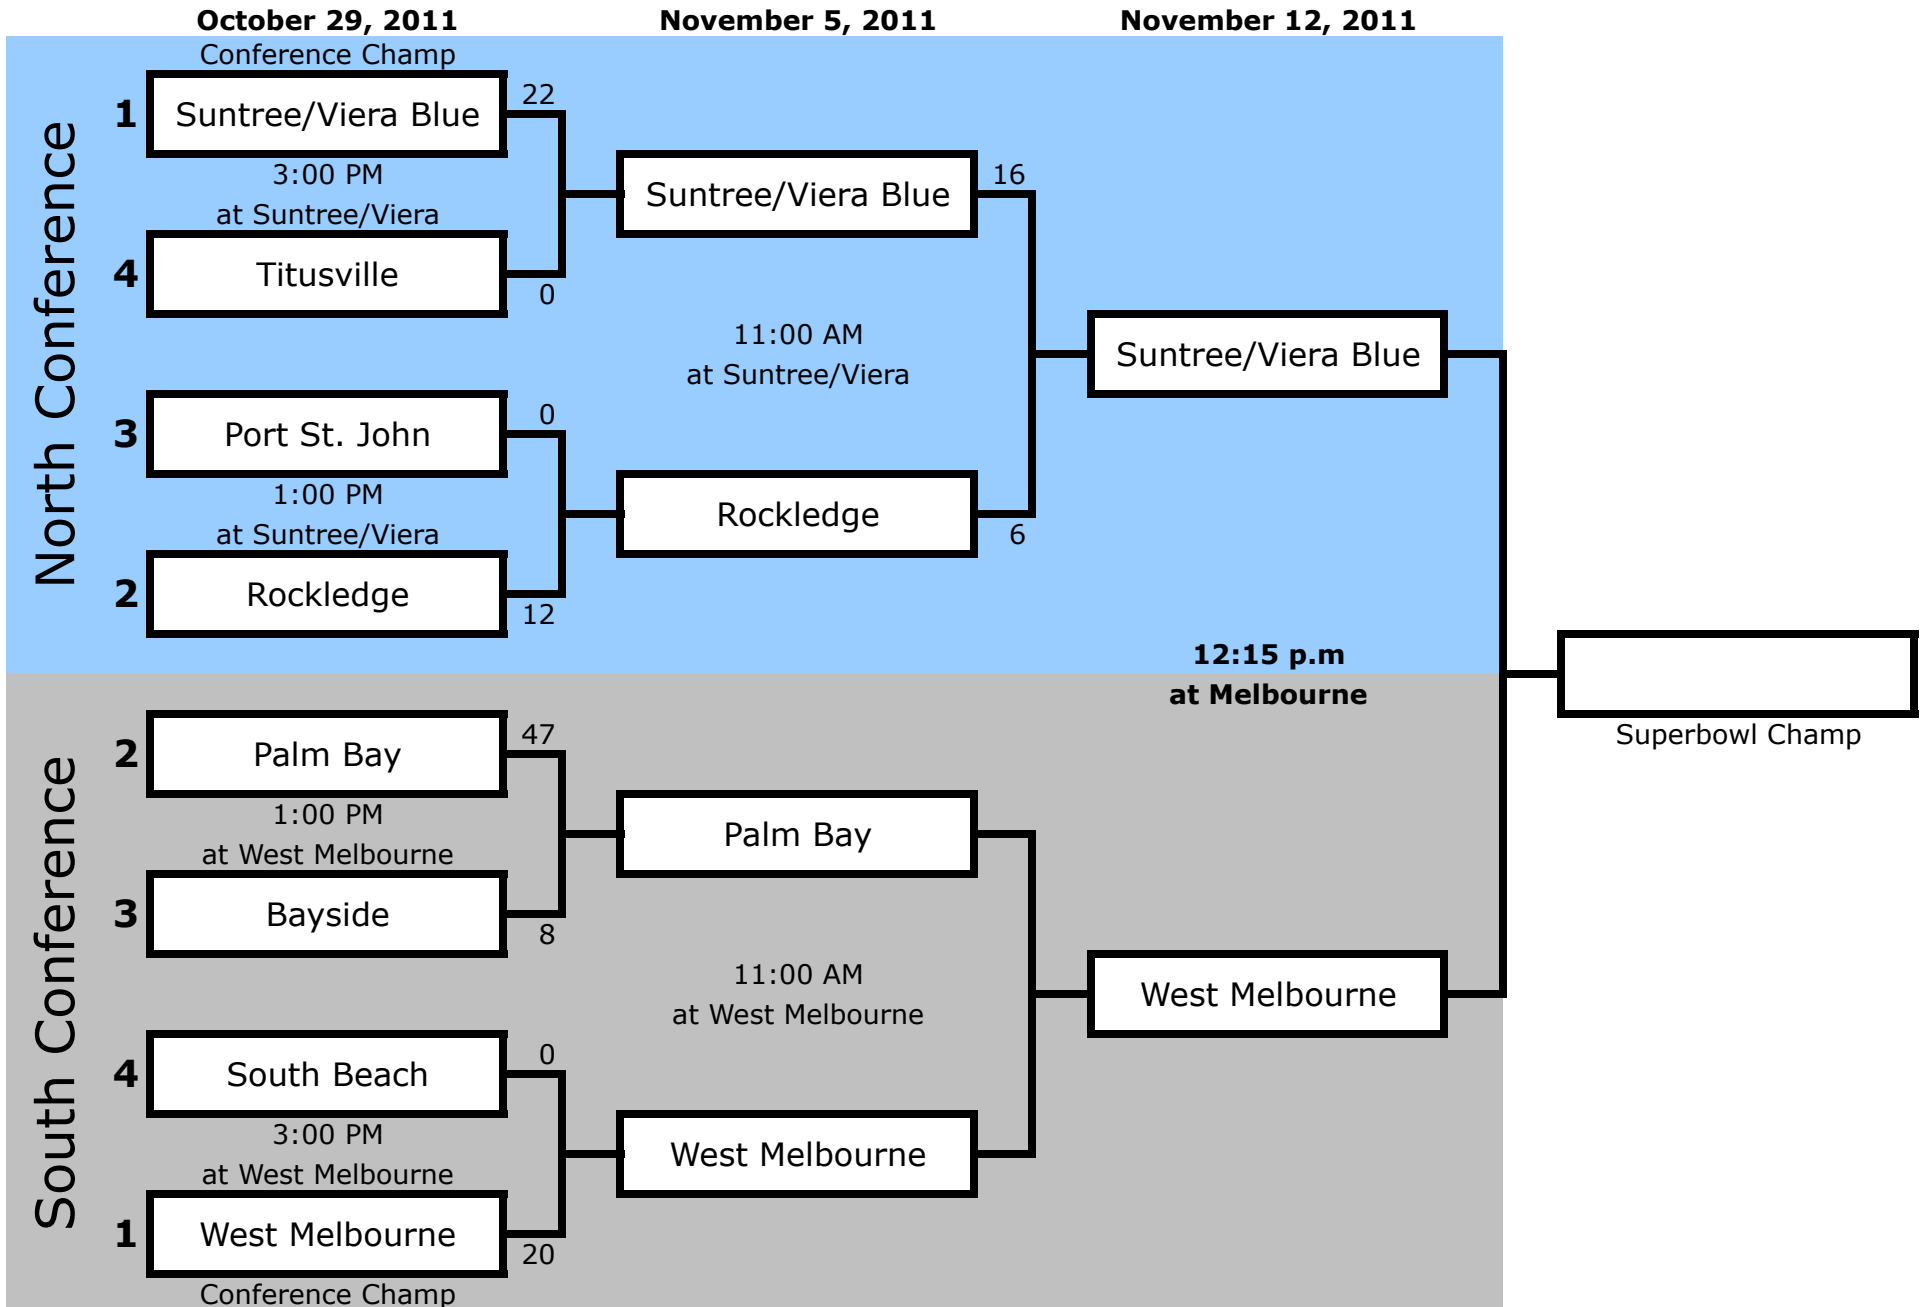 October 29, 2011
November 5, 2011
November 12, 2011
North Conference
Conference Champ
1
Suntree/Viera Blue
22
3:00 PM
at Suntree/Viera
4
Titusville
0
3
Port St. John
0
1:00 PM
at Suntree/Viera
2
Rockledge
12
Suntree/Viera Blue
16
11:00 AM
at Suntree/Viera
Rockledge
6
Suntree/Viera Blue
12:15 p.m
at Melbourne
Superbowl Champ
South Conference
2
Palm Bay
47
1:00 PM
at West Melbourne
3
Bayside
8
4
South Beach
0
3:00 PM
at West Melbourne
1
West Melbourne
20
Conference Champ
Palm Bay
11:00 AM
at West Melbourne
West Melbourne
West Melbourne